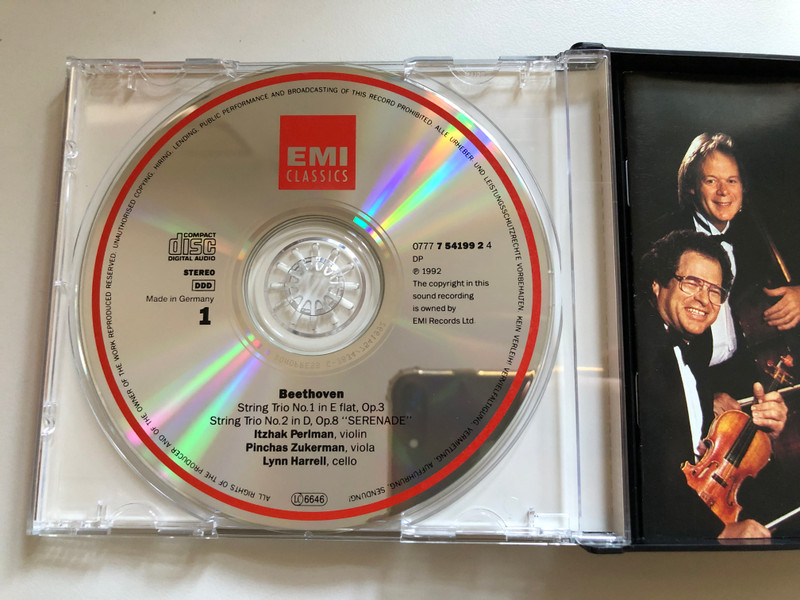 EMI
CLASSICS
COMPACT
disc
DIGITAL AUDIO
STEREO
DDD
Made in Germany
1
0777 7 54199 2 4
DP
℗ 1992
The copyright in this
sound recording
is owned by
EMI Records Ltd
Beethoven
String Trio No.1 in E flat, Op.3
String Trio No.2 in D, Op.8 ‘‘SERENADE’’
Itzhak Perlman, violin
Pinchas Zukerman, viola
Lynn Harrell, cello
LC 6646
ALL RIGHTS OF THE PRODUCER AND OF THE OWNER OF THE WORK REPRODUCED RESERVED. UNAUTHORISED COPYING, HIRING, LENDING, PUBLIC PERFORMANCE AND BROADCASTING OF THIS RECORD PROHIBITED. ALLE URHEBER- UND LEISTUNGSSCHUTZRECHTE VORBEHALTEN. KEIN VERLEIH! VERVIELFÄLTIGUNG, VERMIETUNG, AUFFÜHRUNG, SENDUNG!